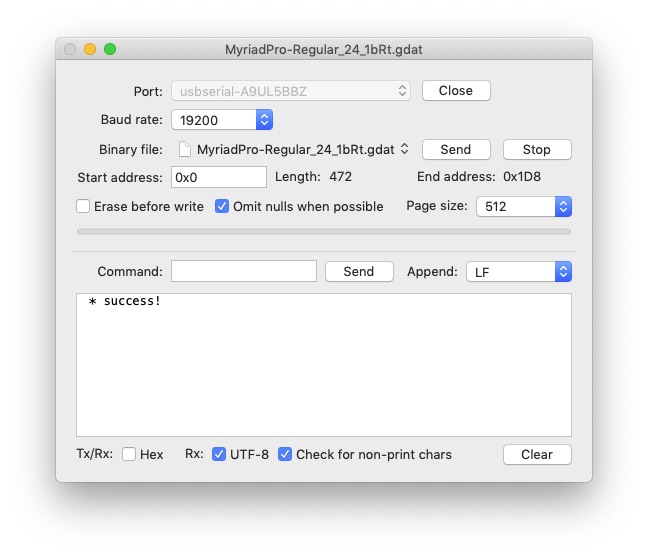 MyriadPro-Regular_24_1bRt.gdat
Port: usbserial-A9UL5BBZ Close
Baud rate: 19200
Binary file: MyriadPro-Regular_24_1bRt.gdat Send Stop
Start address: 0x0 Length: 472 End address: 0x1D8
Erase before write Omit nulls when possible Page size: 512
Command: Send Append: LF
* success!
Tx/Rx: Hex Rx: UTF-8 Check for non-print chars Clear